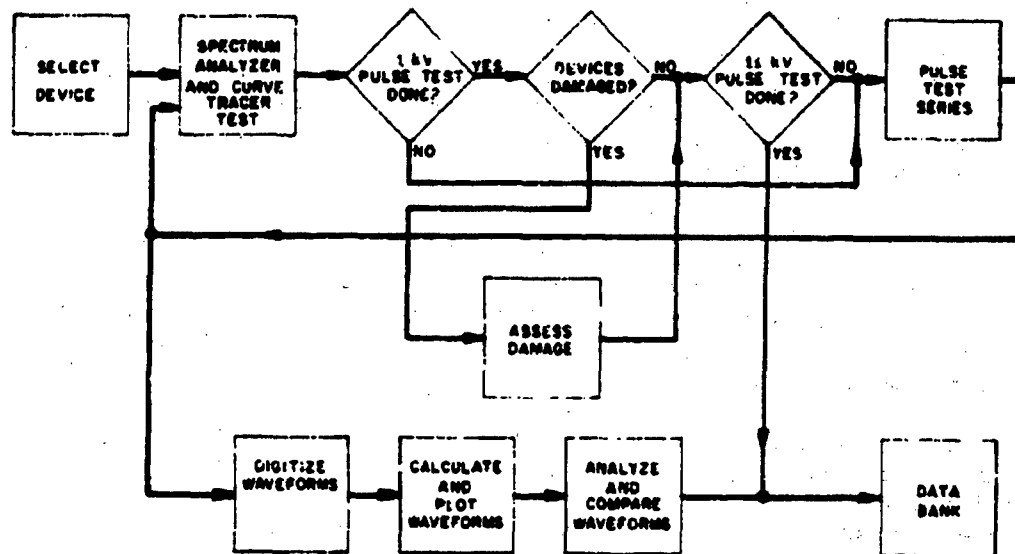 SELECT
DEVICE
SPECTRUM
ANALYZER
AND CURVE
TRACER
TEST
1 kV
PULSE TEST
DONE?
YES
NO
DEVICES
DAMAGED?
NO
YES
PULSE TEST
DONE?
NO
YES
PULSE
TEST
SERIES
ASSESS
DAMAGE
DIGITIZE
WAVEFORMS
CALCULATE
AND
PLOT
WAVEFORMS
ANALYZE
AND
COMPARE
WAVEFORMS
DATA
BANK